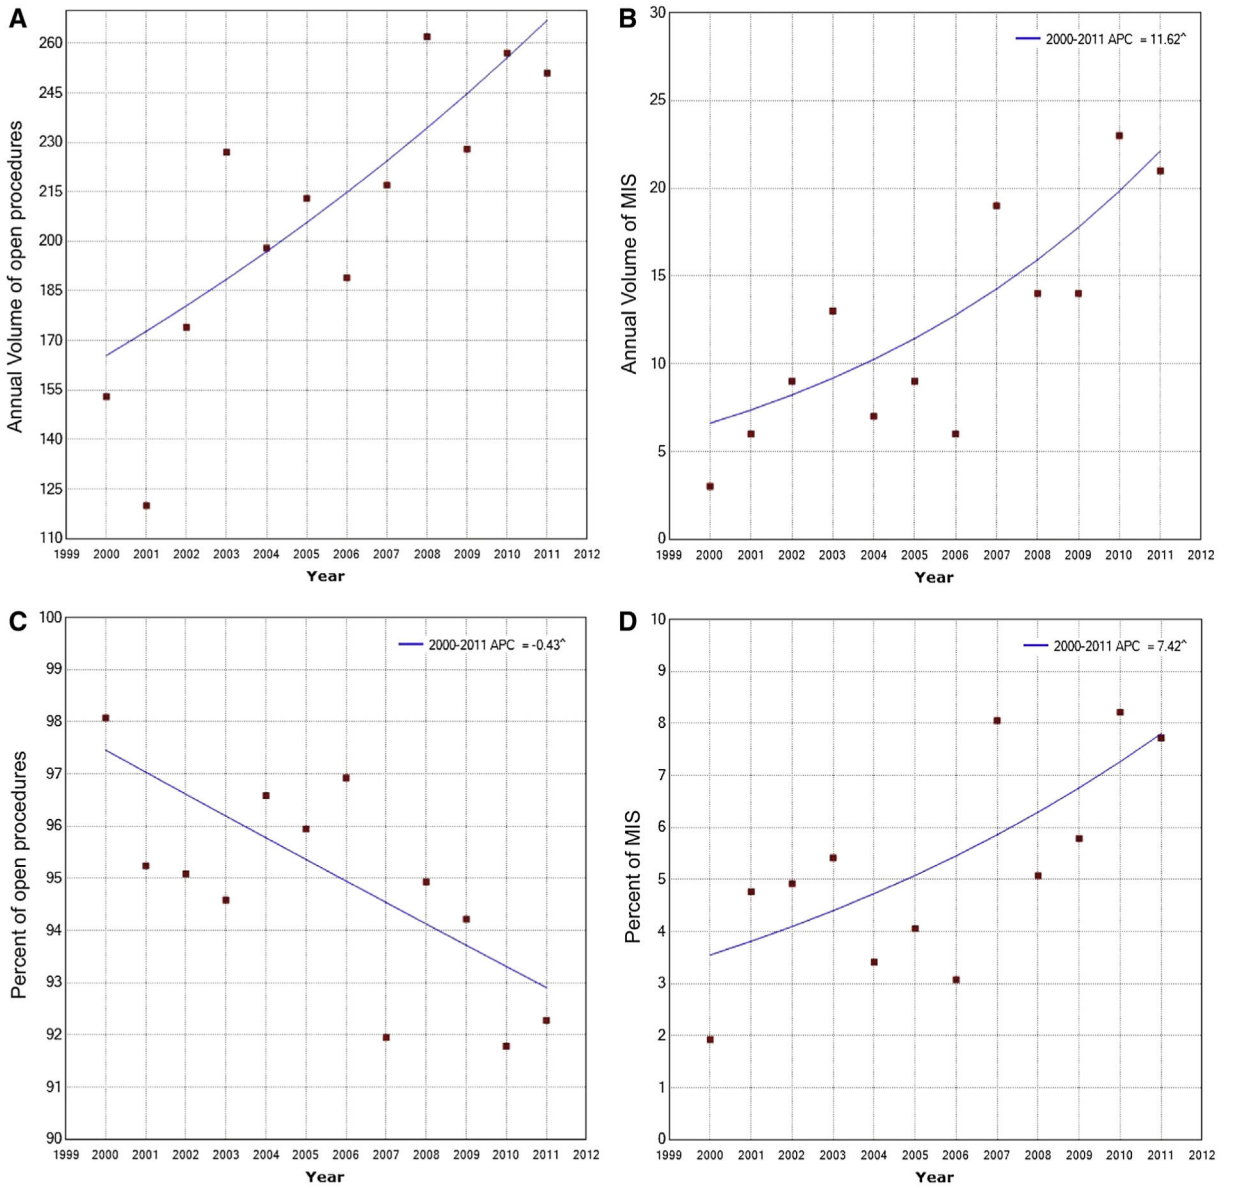 A
Annual Volume of open procedures
260
245
230
215
200
185
170
155
140
125
110
1999 2000 2001 2002 2003 2004 2005 2006 2007 2008 2009 2010 2011 2012
Year
B
2000-2011 APC = 11.62^
Annual Volume of MIS
30
25
20
15
10
5
0
1999 2000 2001 2002 2003 2004 2005 2006 2007 2008 2009 2010 2011 2012
Year
C
2000-2011 APC = -0.43^
Percent of open procedures
100
99
98
97
96
95
94
93
92
91
90
1999 2000 2001 2002 2003 2004 2005 2006 2007 2008 2009 2010 2011 2012
Year
D
2000-2011 APC = 7.42^
Percent of MIS
10
9
8
7
6
5
4
3
2
1
0
1999 2000 2001 2002 2003 2004 2005 2006 2007 2008 2009 2010 2011 2012
Year